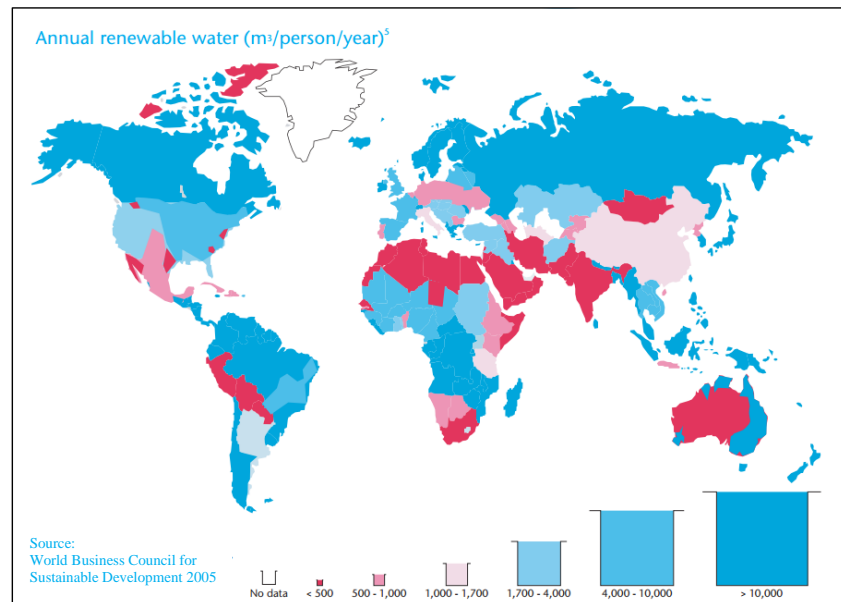 Annual renewable water (m³/person/year)⁵
Source:
World Business Council for
Sustainable Development 2005
No data
< 500
500 - 1,000
1,000 - 1,700
1,700 - 4,000
4,000 - 10,000
> 10,000